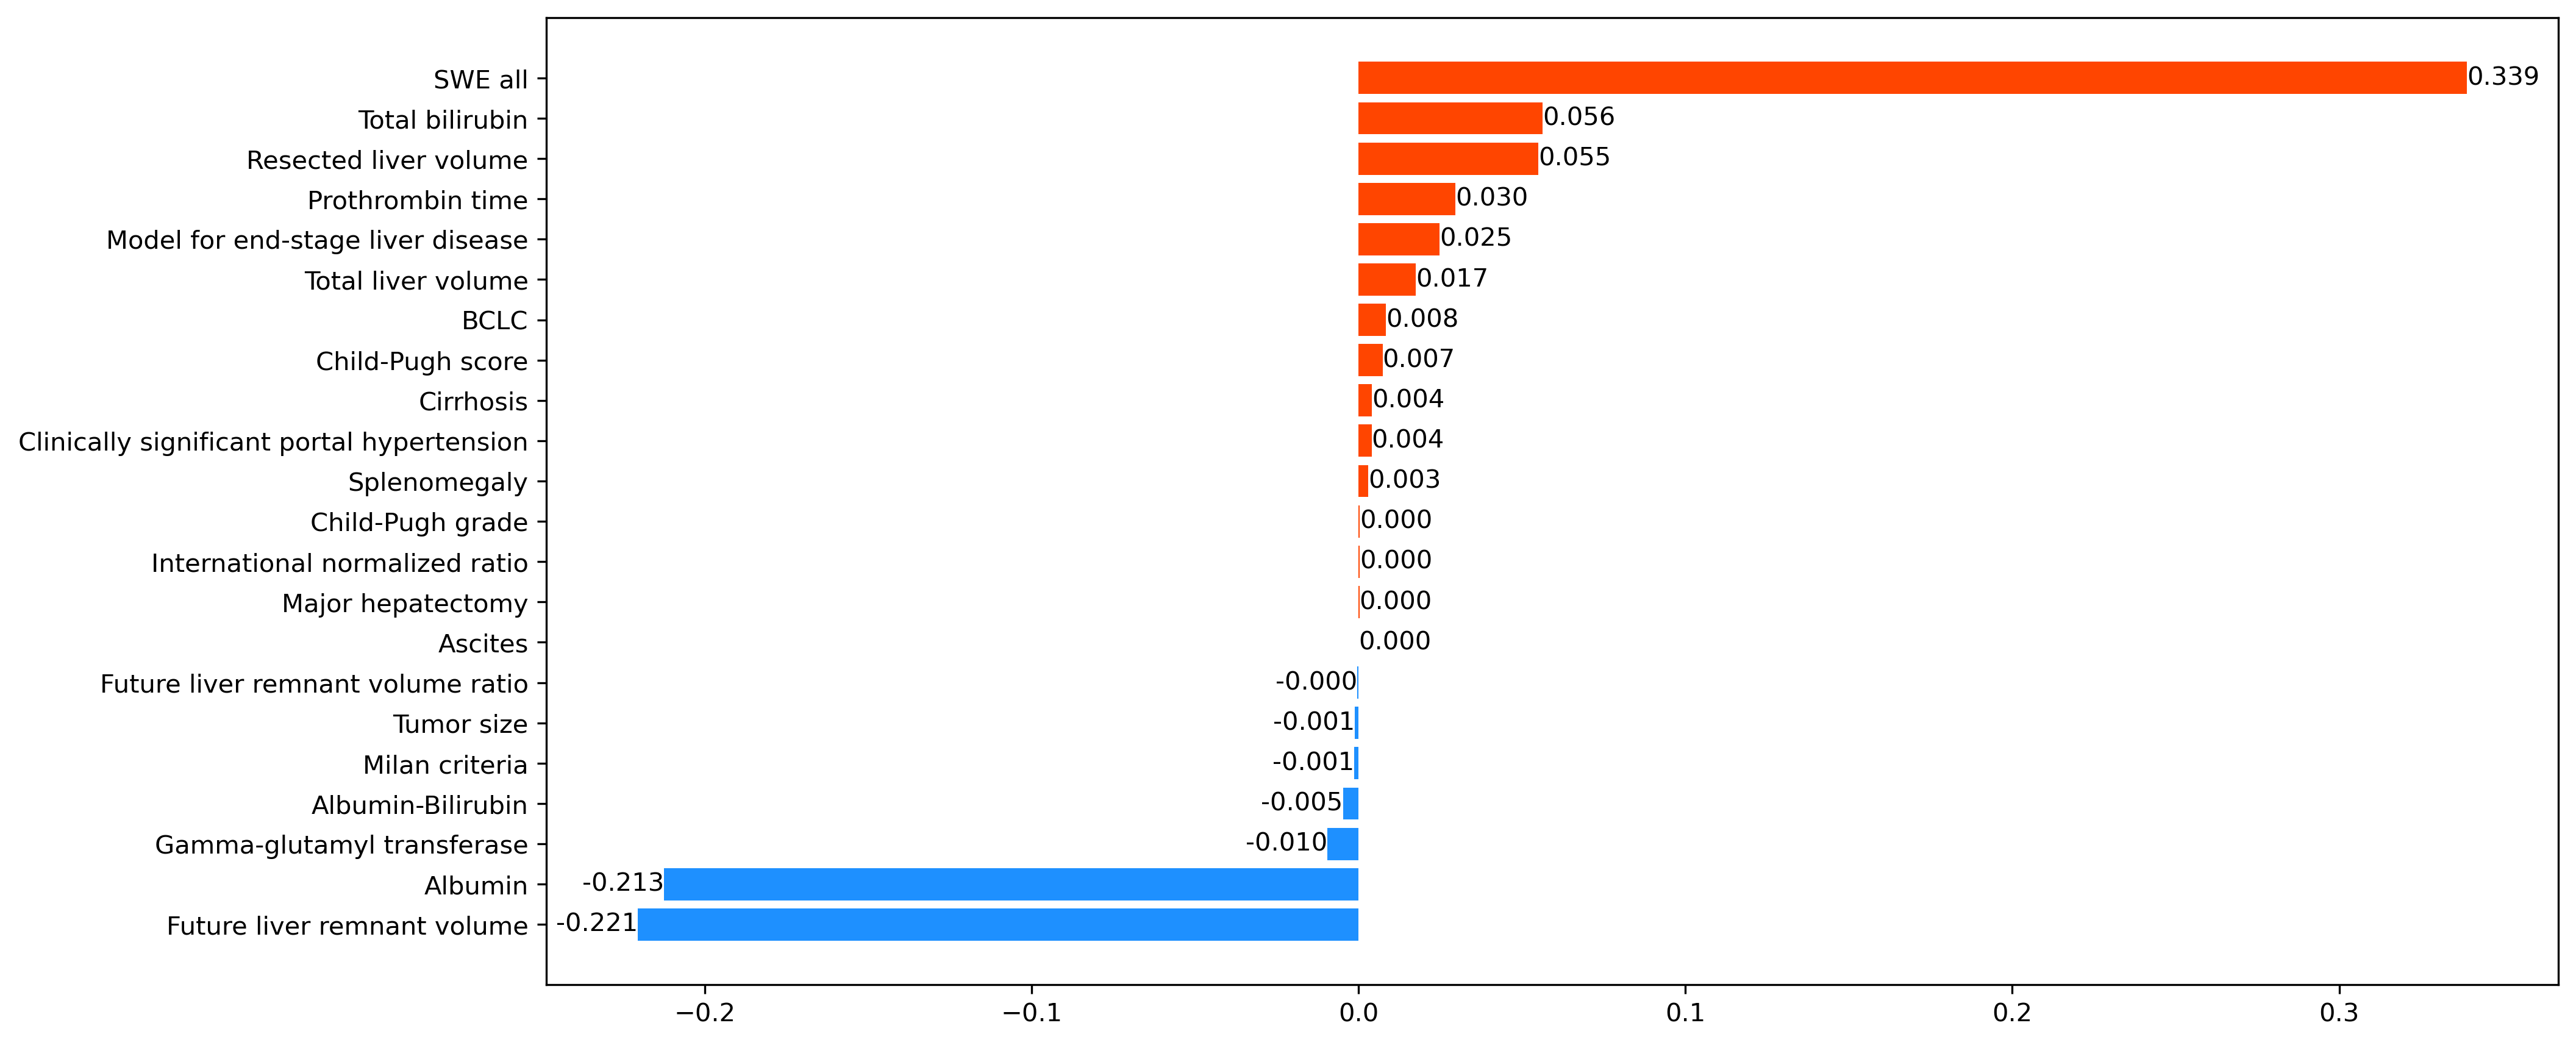 SWE all 0.339
Total bilirubin 0.056
Resected liver volume 0.055
Prothrombin time 0.030
Model for end-stage liver disease 0.025
Total liver volume 0.017
BCLC 0.008
Child-Pugh score 0.007
Cirrhosis 0.004
Clinically significant portal hypertension 0.004
Splenomegaly 0.003
Child-Pugh grade 0.000
International normalized ratio 0.000
Major hepatectomy 0.000
Ascites 0.000
Future liver remnant volume ratio -0.000
Tumor size -0.001
Milan criteria -0.001
Albumin-Bilirubin -0.005
Gamma-glutamyl transferase -0.010
Albumin -0.213
Future liver remnant volume -0.221
−0.2 −0.1 0.0 0.1 0.2 0.3